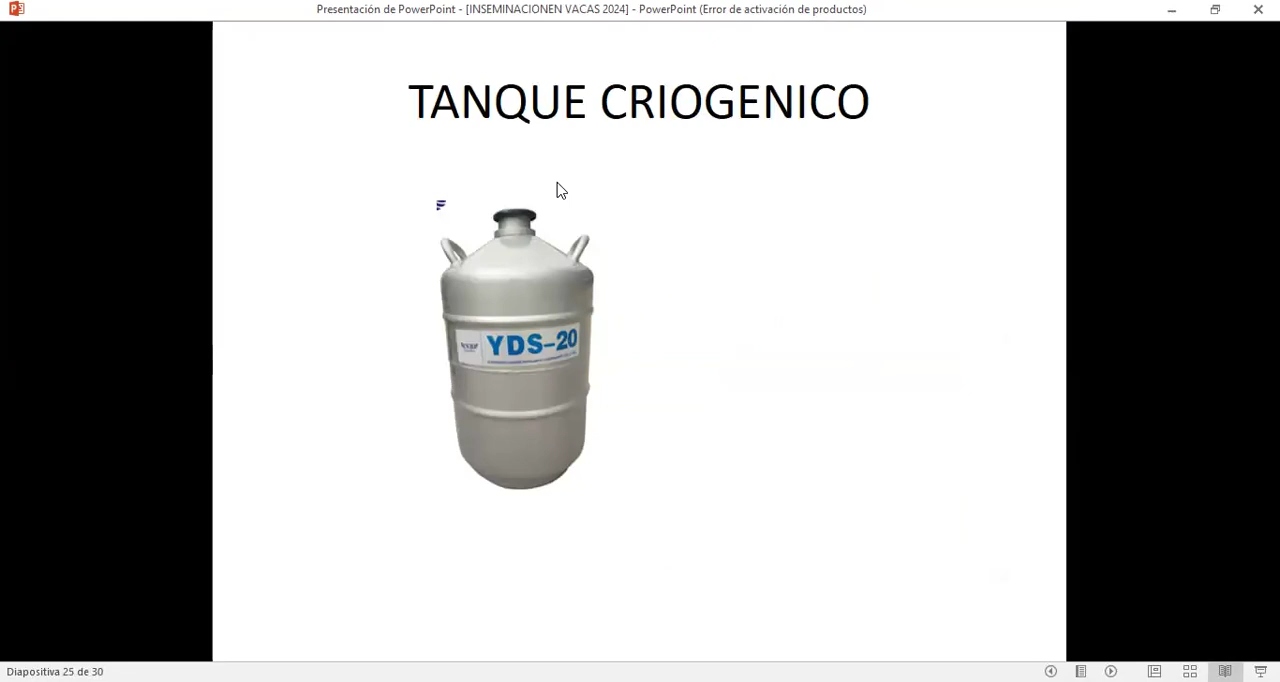 Presentación de PowerPoint - [INSEMINACIONEN VACAS 2024] - PowerPoint (Error de activación de productos)
TANQUE CRIOGENICO
YDS-20
Diapositiva 25 de 30